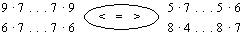 9 · 7 . . . 7 · 9 < = > 5 · 7 . . . 5 · 6
6 · 7 . . . 7 · 6 8 · 4 . . . 8 · 7